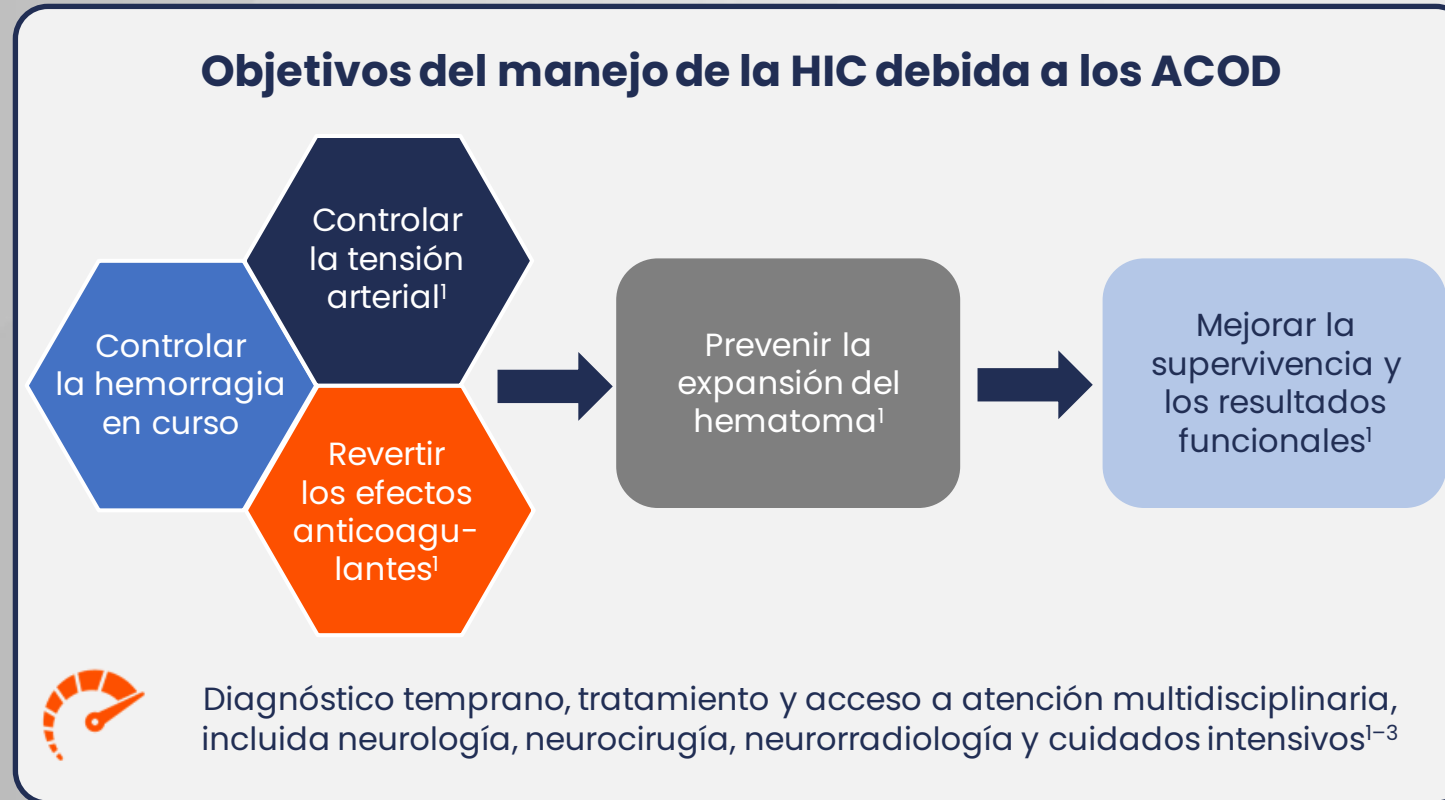 Objetivos del manejo de la HIC debida a los ACOD
Controlar
la tensión
arterial¹
Controlar
la hemorragia
en curso
Revertir
los efectos
anticoagu-
lantes¹
Prevenir la
expansión del
hematoma¹
Mejorar la
supervivencia y
los resultados
funcionales¹
Diagnóstico temprano, tratamiento y acceso a atención multidisciplinaria,
incluida neurología, neurocirugía, neurorradiología y cuidados intensivos¹⁻³